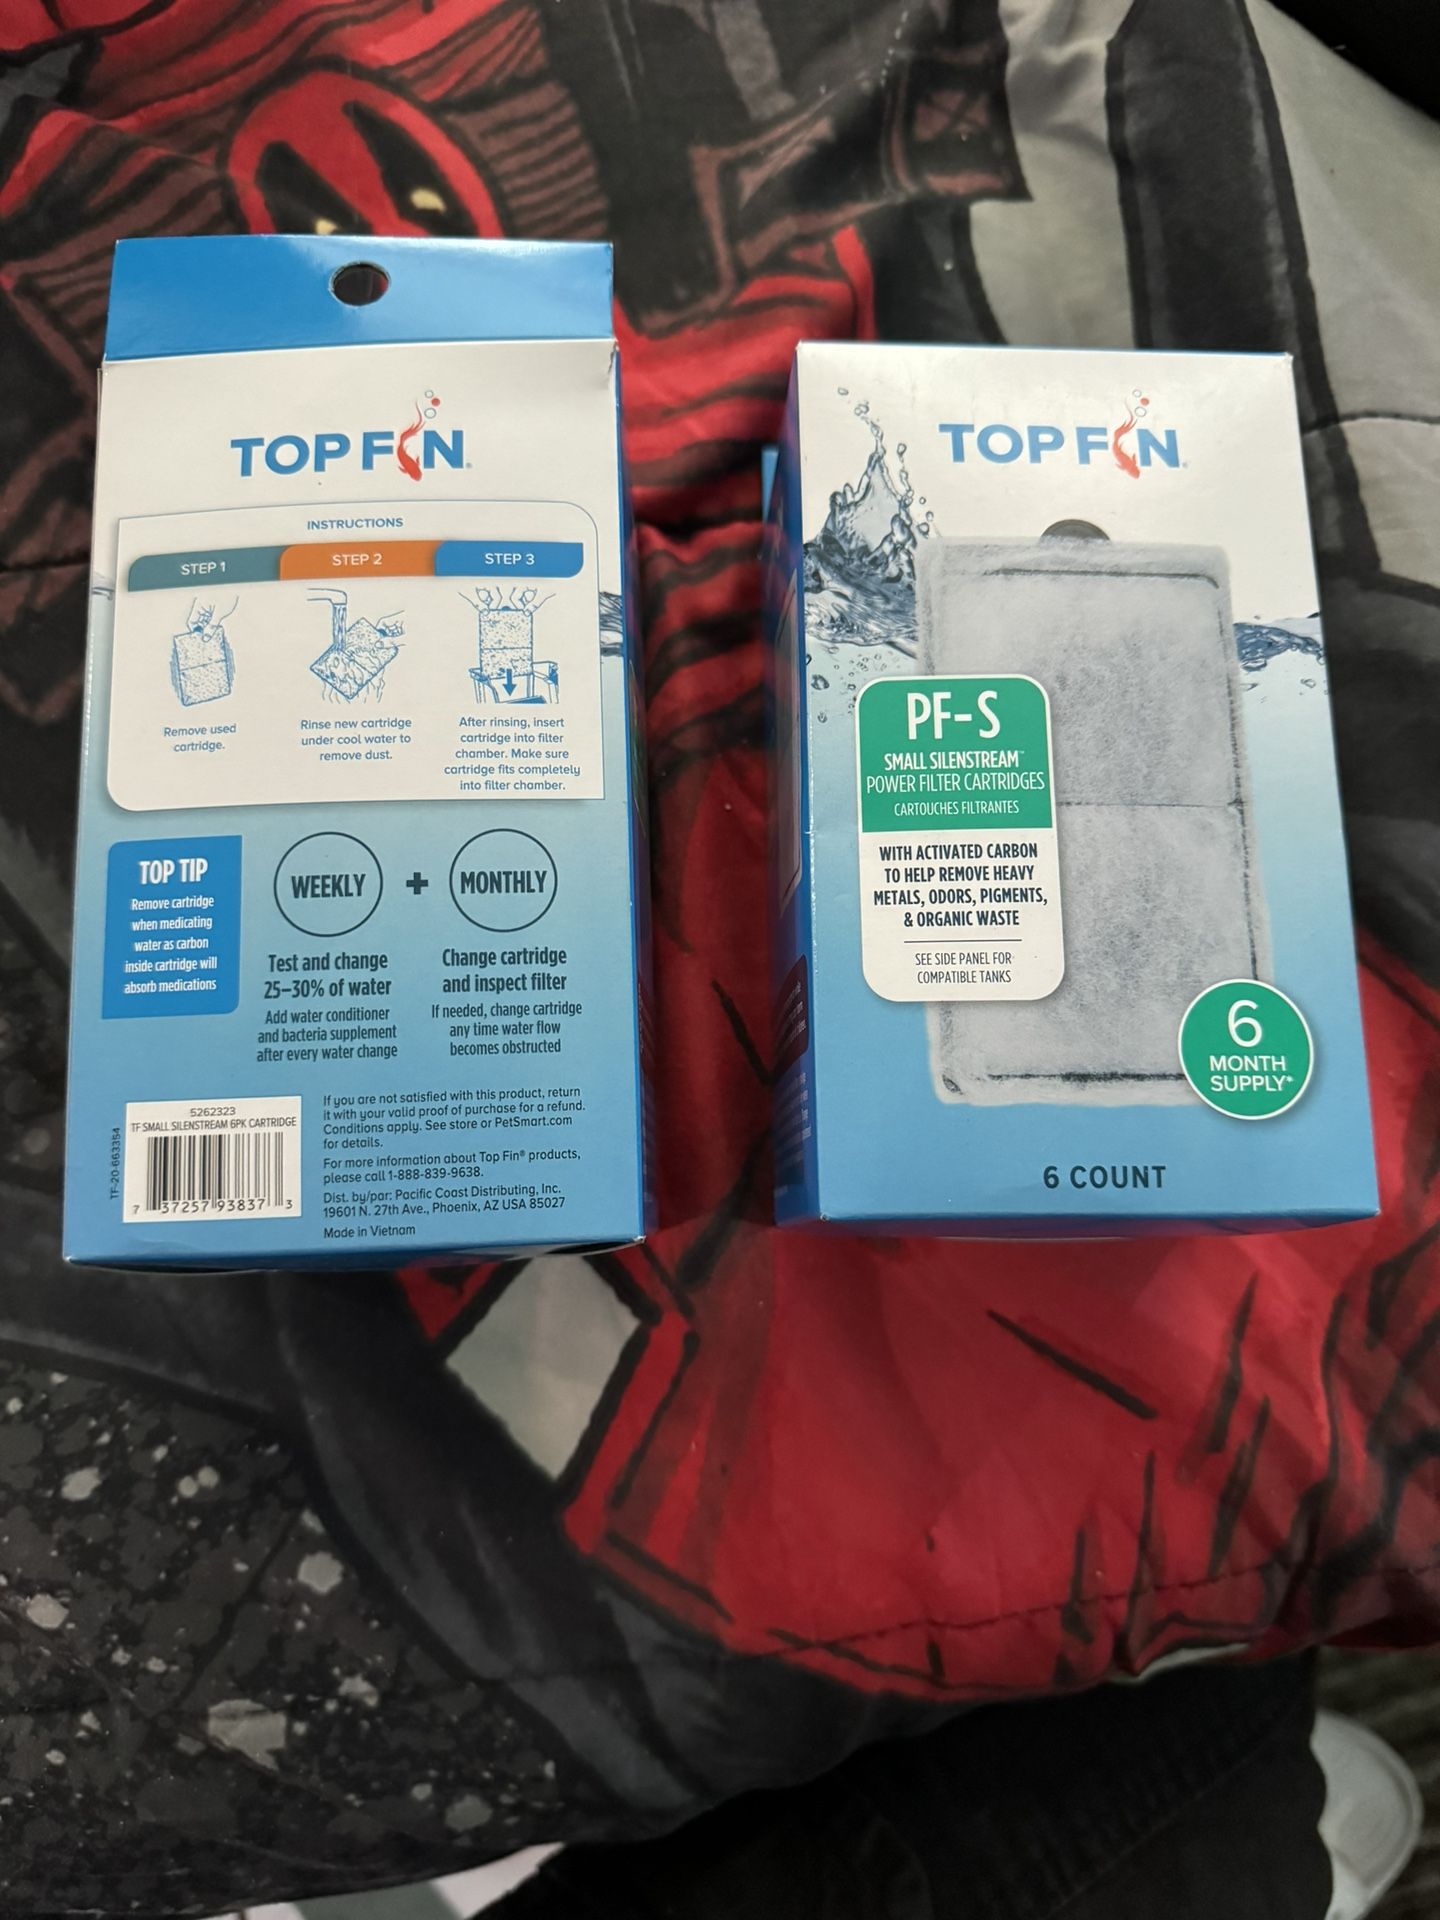 TOP FIN
INSTRUCTIONS
STEP 1
STEP 2
STEP 3
Remove used
cartridge.
Rinse new cartridge
under cool water to
remove dust.
After rinsing, insert
cartridge into filter
chamber. Make sure
cartridge fits completely
into filter chamber.
TOP TIP
Remove cartridge
when medicating
water as carbon
inside cartridge will
absorb medications
WEEKLY
+
MONTHLY
Test and change
25–30% of water
Add water conditioner
and bacteria supplement
after every water change
Change cartridge
and inspect filter
If needed, change cartridge
any time water flow
becomes obstructed
TF-20-663354
5262323
TF SMALL SILENSTREAM 6PK CARTRIDGE
7 37257 93837 3
If you are not satisfied with this product, return
it with your valid proof of purchase for a refund.
Conditions apply. See store or PetSmart.com
for details.
For more information about Top Fin® products,
please call 1-888-839-9638.
Dist. by/par: Pacific Coast Distributing, Inc.
19601 N. 27th Ave., Phoenix, AZ USA 85027
Made in Vietnam
TOP FIN
PF-S
SMALL SILENSTREAM™
POWER FILTER CARTRIDGES
CARTOUCHES FILTRANTES
WITH ACTIVATED CARBON
TO HELP REMOVE HEAVY
METALS, ODORS, PIGMENTS,
& ORGANIC WASTE
SEE SIDE PANEL FOR
COMPATIBLE TANKS
6
MONTH
SUPPLY*
6 COUNT